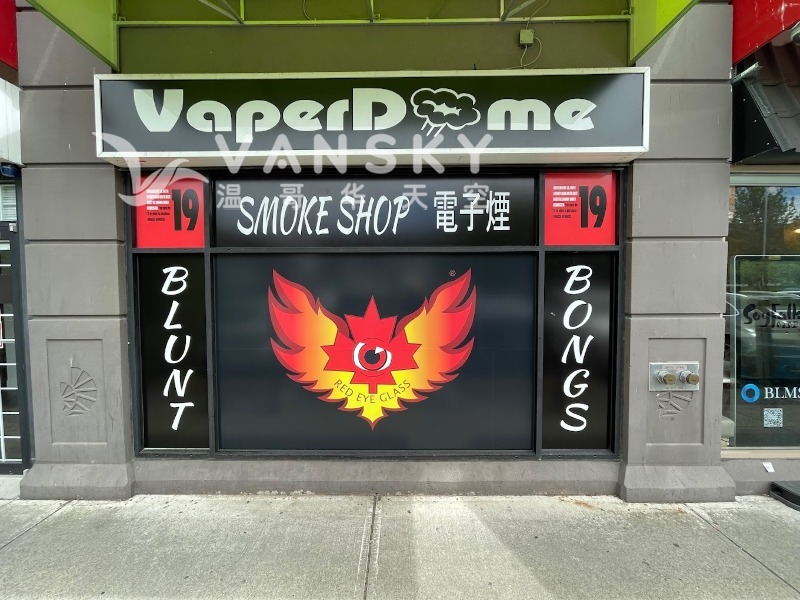 VaperDome
VANSKY
温哥华天空
19
SMOKE SHOP 電子煙
19
BLUNT
®
RED EYE GLASS
BONGS
BLMS